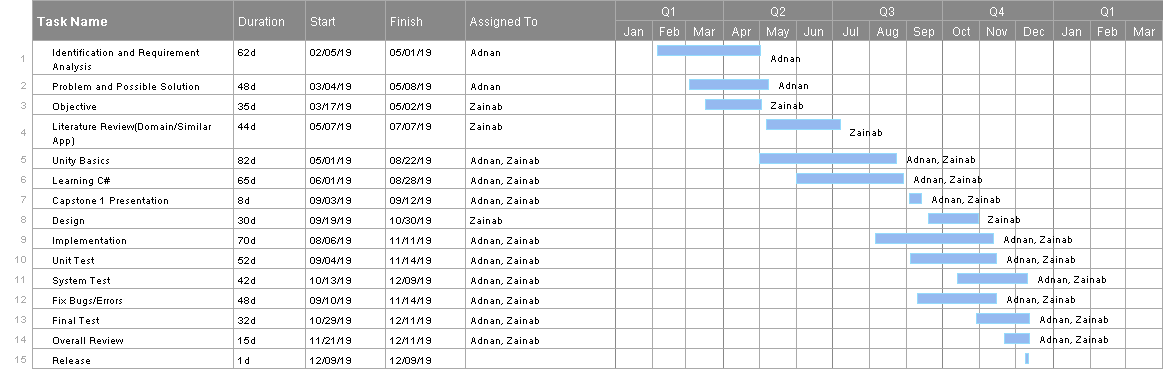 Task Name Duration Start Finish Assigned To Q1 Q2 Q3 Q4 Q1
Jan Feb Mar Apr May Jun Jul Aug Sep Oct Nov Dec Jan Feb Mar
1 Identification and Requirement 62d 02/05/19 05/01/19 Adnan Adnan
Analysis
2 Problem and Possible Solution 48d 03/04/19 05/08/19 Adnan Adnan
3 Objective 35d 03/17/19 05/02/19 Zainab Zainab
4 Literature Review(Domain/Similar 44d 05/07/19 07/07/19 Zainab Zainab
App)
5 Unity Basics 82d 05/01/19 08/22/19 Adnan, Zainab Adnan, Zainab
6 Learning C# 65d 06/01/19 08/28/19 Adnan, Zainab Adnan, Zainab
7 Capstone 1 Presentation 8d 09/03/19 09/12/19 Adnan, Zainab Adnan, Zainab
8 Design 30d 09/19/19 10/30/19 Zainab Zainab
9 Implementation 70d 08/06/19 11/11/19 Adnan, Zainab Adnan, Zainab
10 Unit Test 52d 09/04/19 11/14/19 Adnan, Zainab Adnan, Zainab
11 System Test 42d 10/13/19 12/09/19 Adnan, Zainab Adnan, Zainab
12 Fix Bugs/Errors 48d 09/10/19 11/14/19 Adnan, Zainab Adnan, Zainab
13 Final Test 32d 10/29/19 12/11/19 Adnan, Zainab Adnan, Zainab
14 Overall Review 15d 11/21/19 12/11/19 Adnan, Zainab Adnan, Zainab
15 Release 1d 12/09/19 12/09/19